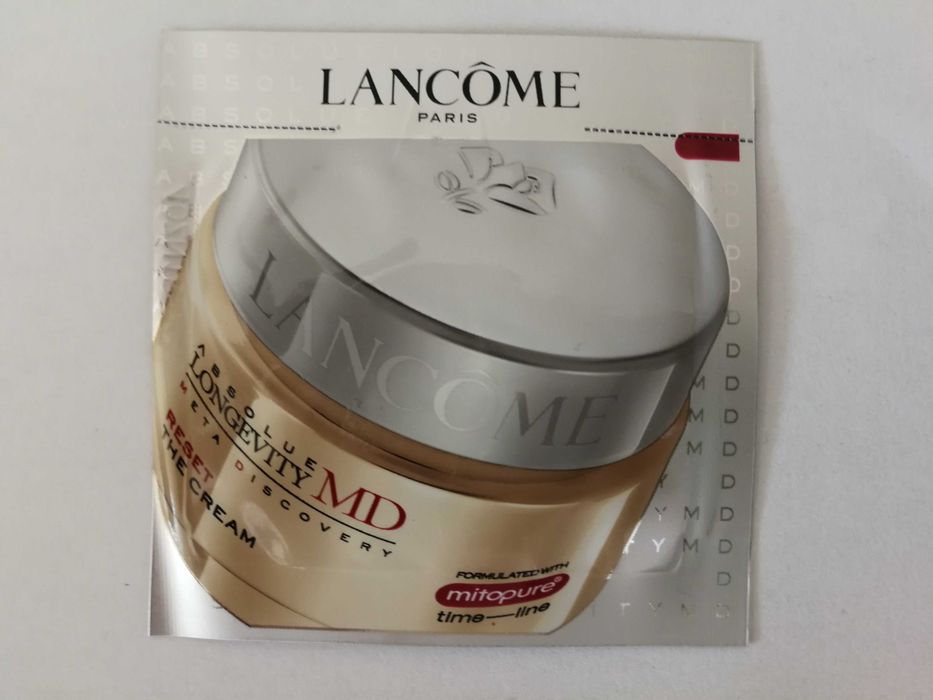 LANCÔME
PARIS
LANCÔME
ABSOLUE
LONGEVITY MD
META DISCOVERY
RESET
THE CREAM
FORMULATED WITH
mitopure®
time—line